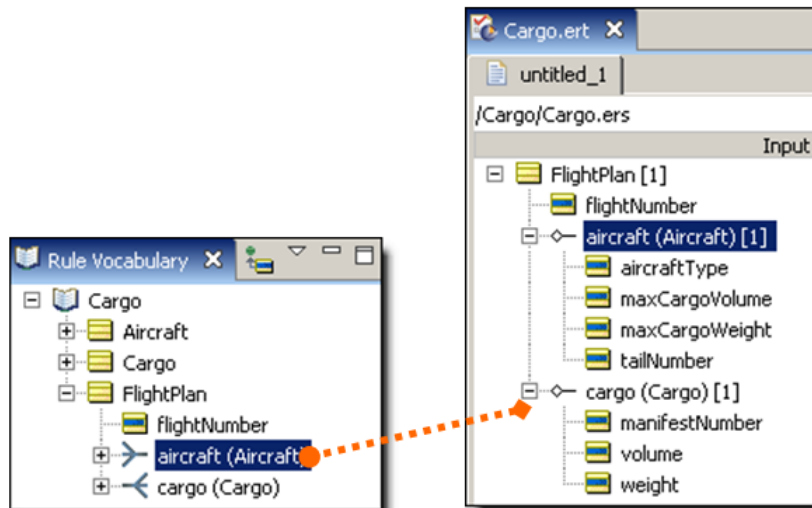 Rule Vocabulary
Cargo
Aircraft
Cargo
FlightPlan
flightNumber
aircraft (Aircraft)
cargo (Cargo)
Cargo.ert
untitled_1
/Cargo/Cargo.ers
Input
FlightPlan [1]
flightNumber
aircraft (Aircraft) [1]
aircraftType
maxCargoVolume
maxCargoWeight
tailNumber
cargo (Cargo) [1]
manifestNumber
volume
weight